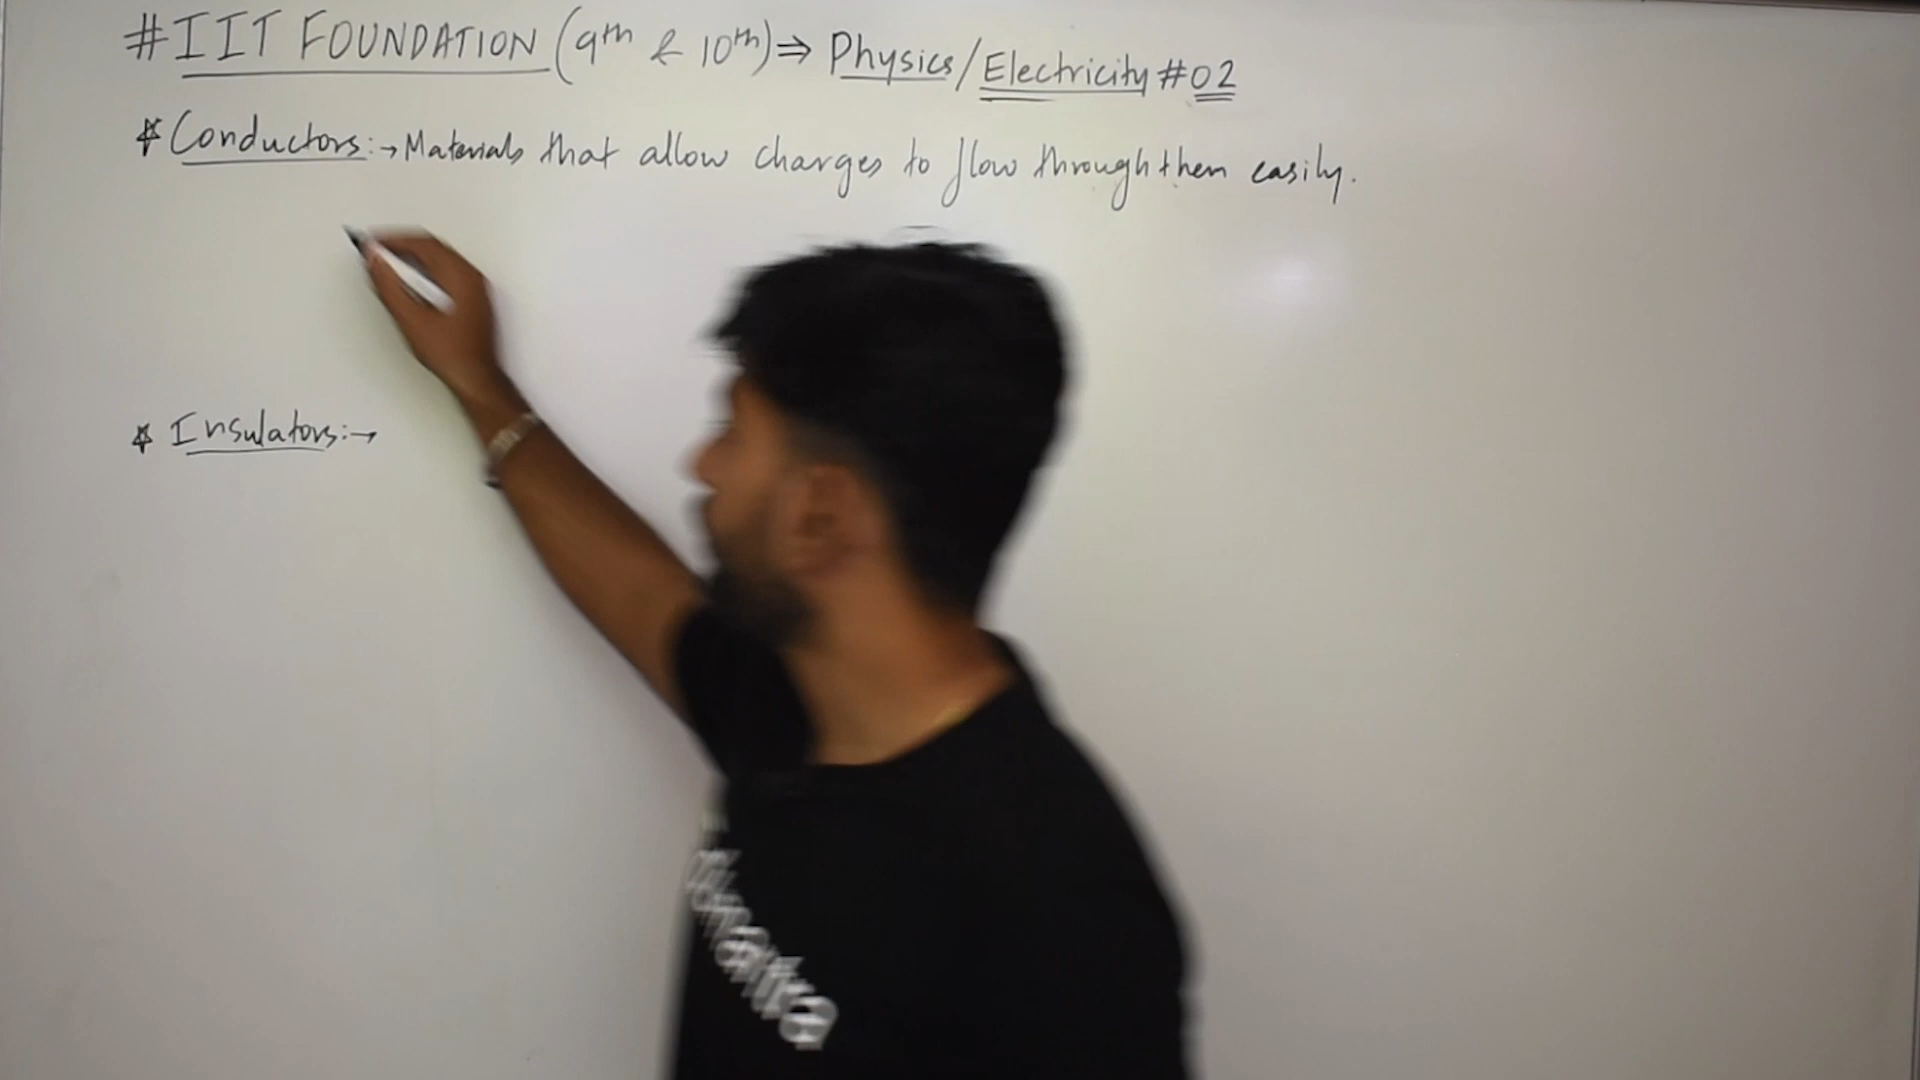 #IIT FOUNDATION (9th & 10th) ⇒ Physics/Electricity #02
* Conductors:→ Materials that allow charges to flow through them easily.
* Insulators:→